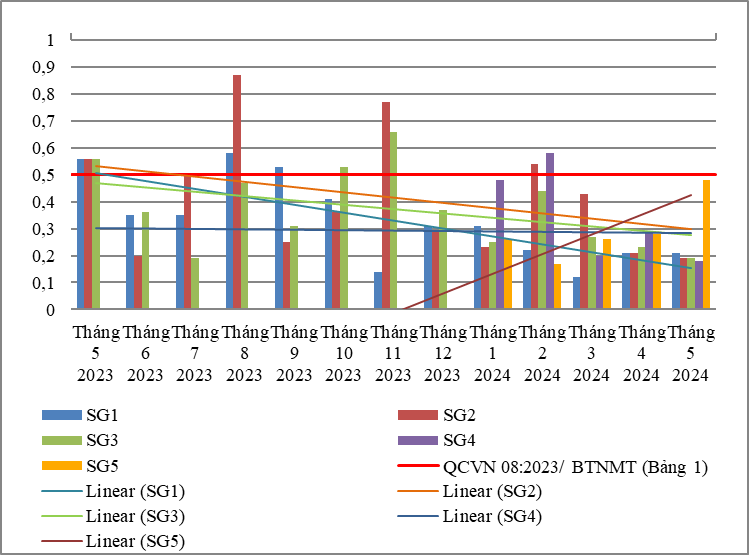 1
0,9
0,8
0,7
0,6
0,5
0,4
0,3
0,2
0,1
0
Tháng Tháng Tháng Tháng Tháng Tháng Tháng Tháng Tháng Tháng Tháng Tháng Tháng
5 6 7 8 9 10 11 12 1 2 3 4 5
2023 2023 2023 2023 2023 2023 2023 2023 2024 2024 2024 2024 2024
SG1 SG2
SG3 SG4
SG5 QCVN 08:2023/ BTNMT (Bảng 1)
Linear (SG1) Linear (SG2)
Linear (SG3) Linear (SG4)
Linear (SG5)